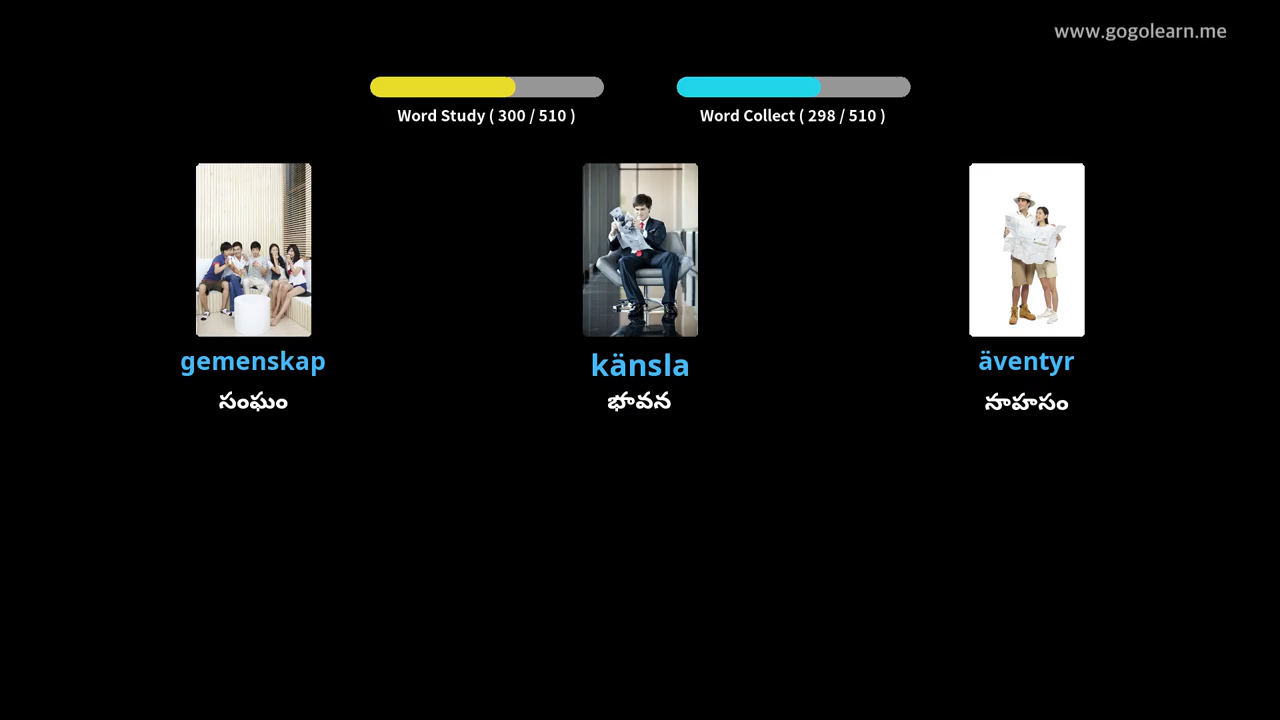 www.gogolearn.me
Word Study ( 300 / 510 )
Word Collect ( 298 / 510 )
gemenskap
känsla
äventyr
సంఘం
భావన
సాహసం